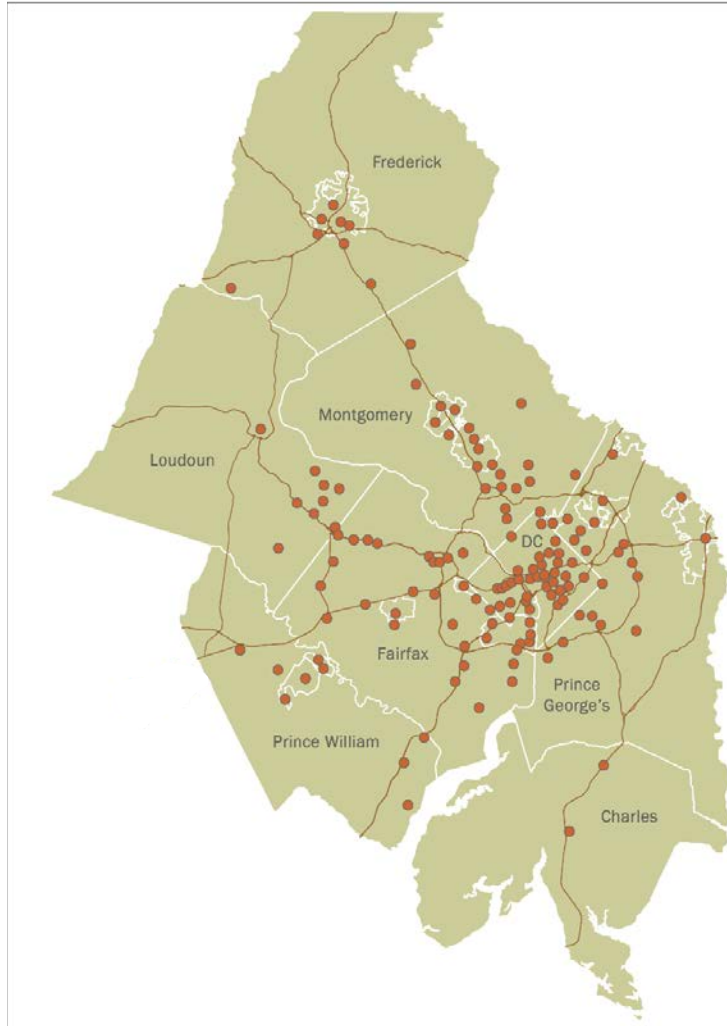 Frederick
Montgomery
Loudoun
DC
Fairfax
Prince
George's
Prince William
Charles